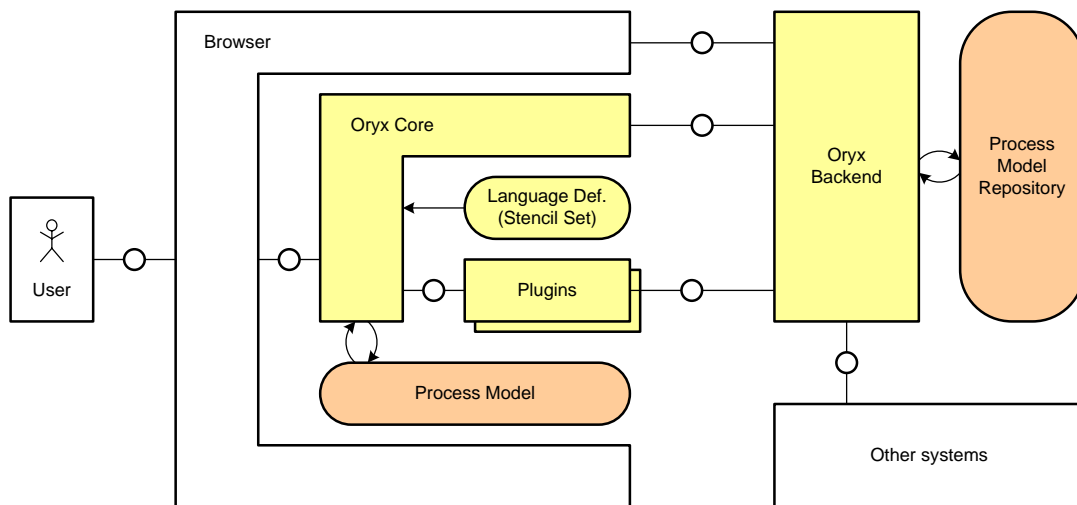 Browser
Oryx Core
Language Def.
(Stencil Set)
Plugins
Process Model
User
Oryx
Backend
Process
Model
Repository
Other systems